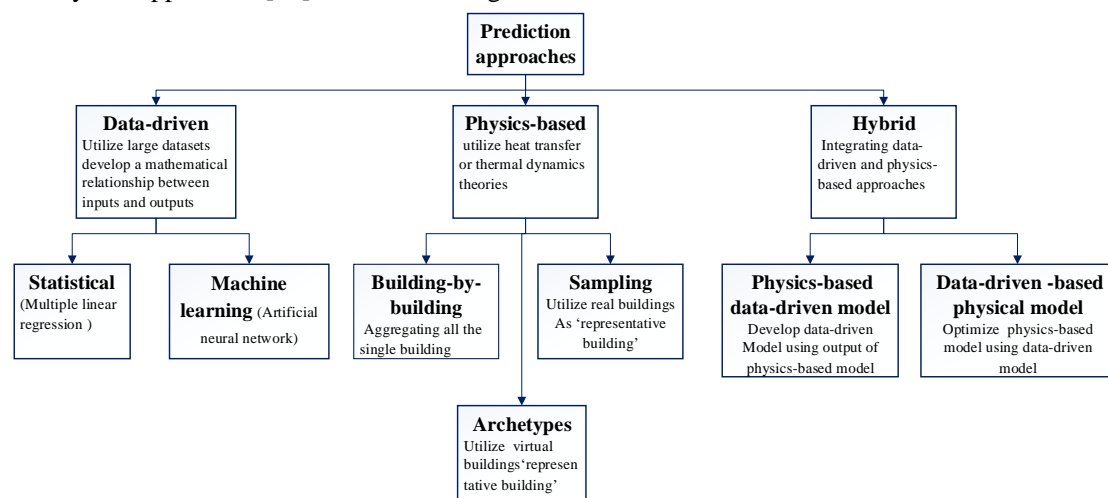 Prediction
approaches
Data-driven
Utilize large datasets
develop a mathematical
relationship between
inputs and outputs
Physics-based
utilize heat transfer
or thermal dynamics
theories
Hybrid
Integrating data-
driven and physics-
based approaches
Statistical
(Multiple linear
regression )
Machine
learning (Artificial
neural network)
Building-by-
building
Aggregating all the
single building
Sampling
Utilize real buildings
As ‘representative
building’
Physics-based
data-driven model
Develop data-driven
Model using output of
physics-based model
Data-driven -based
physical model
Optimize physics-based
model using data-driven
model
Archetypes
Utilize virtual
buildings‘represen
tative building’